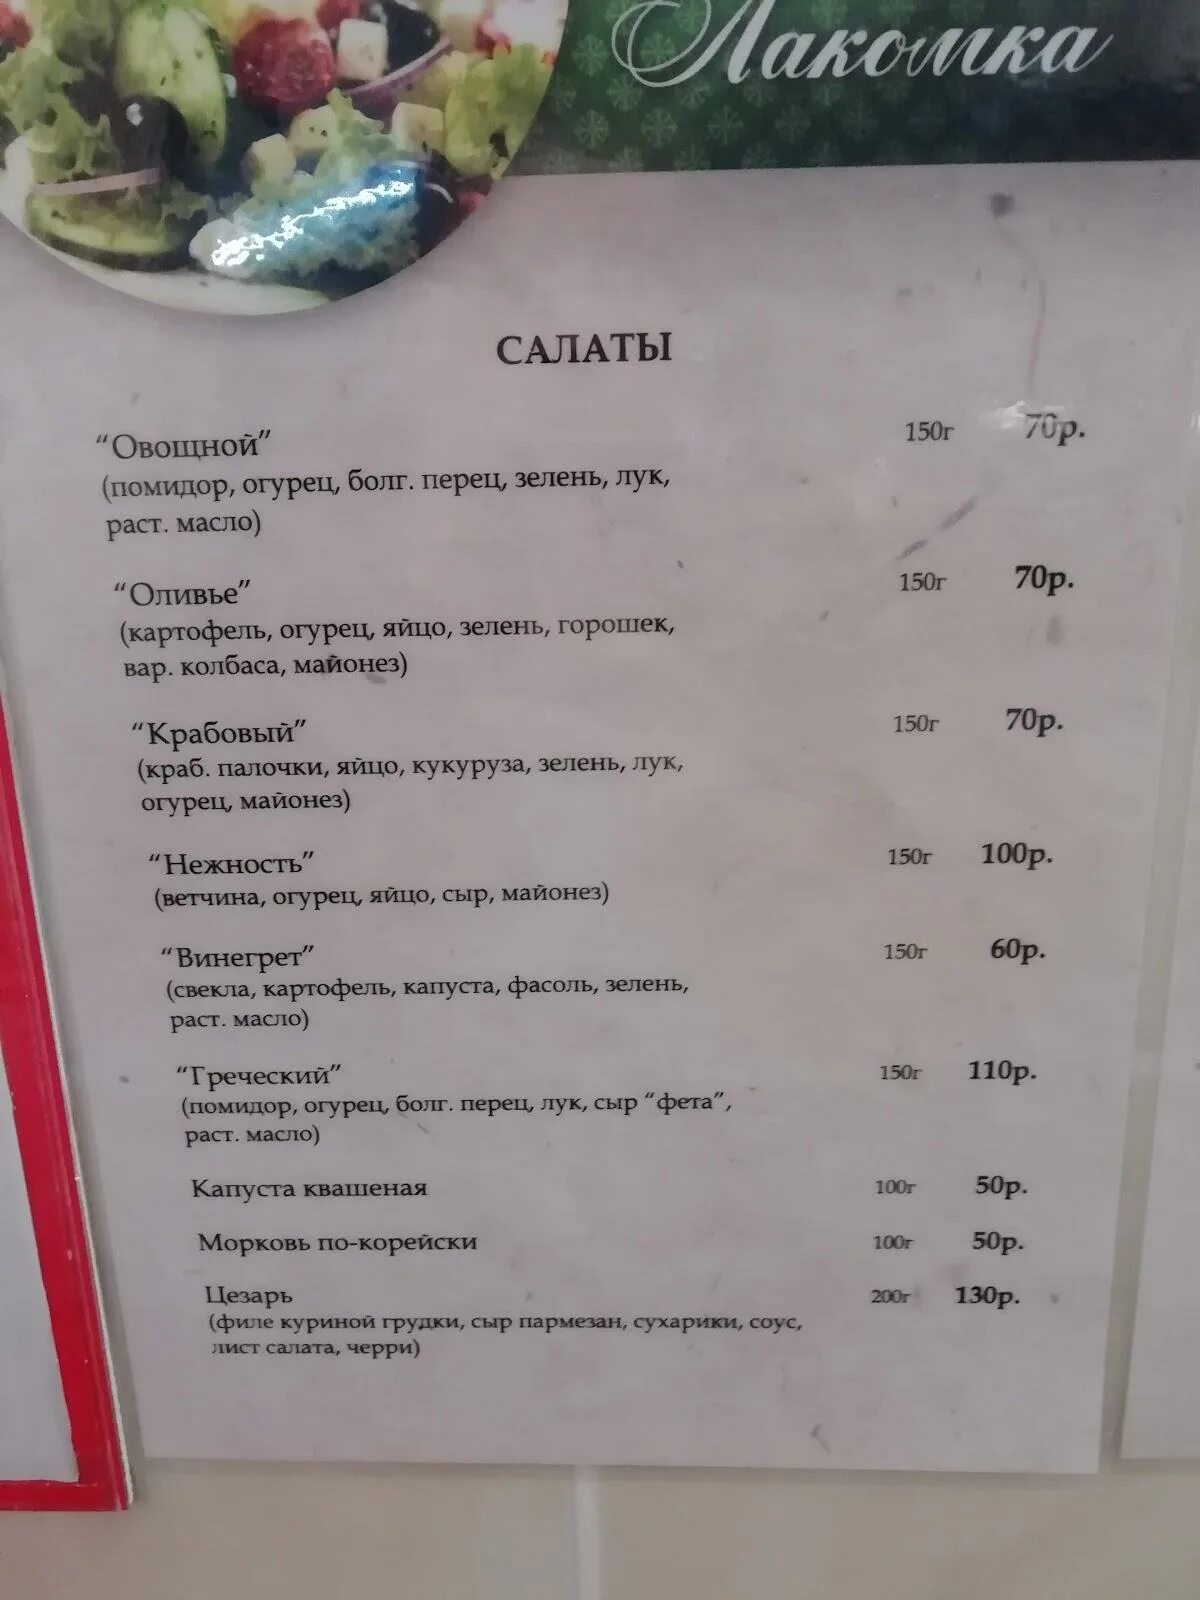 Лакомка
САЛАТЫ
“Овощной” 150г 70р.
(помидор, огурец, болг. перец, зелень, лук,
раст. масло)
“Оливье” 150г 70р.
(картофель, огурец, яйцо, зелень, горошек,
вар. колбаса, майонез)
“Крабовый” 150г 70р.
(краб. палочки, яйцо, кукуруза, зелень, лук,
огурец, майонез)
“Нежность” 150г 100р.
(ветчина, огурец, яйцо, сыр, майонез)
“Винегрет” 150г 60р.
(свекла, картофель, капуста, фасоль, зелень,
раст. масло)
“Греческий” 150г 110р.
(помидор, огурец, болг. перец, лук, сыр “фета”,
раст. масло)
Капуста квашеная 100г 50р.
Морковь по-корейски 100г 50р.
Цезарь 200г 130р.
(филе куриной грудки, сыр пармезан, сухарики, соус,
лист салата, черри)